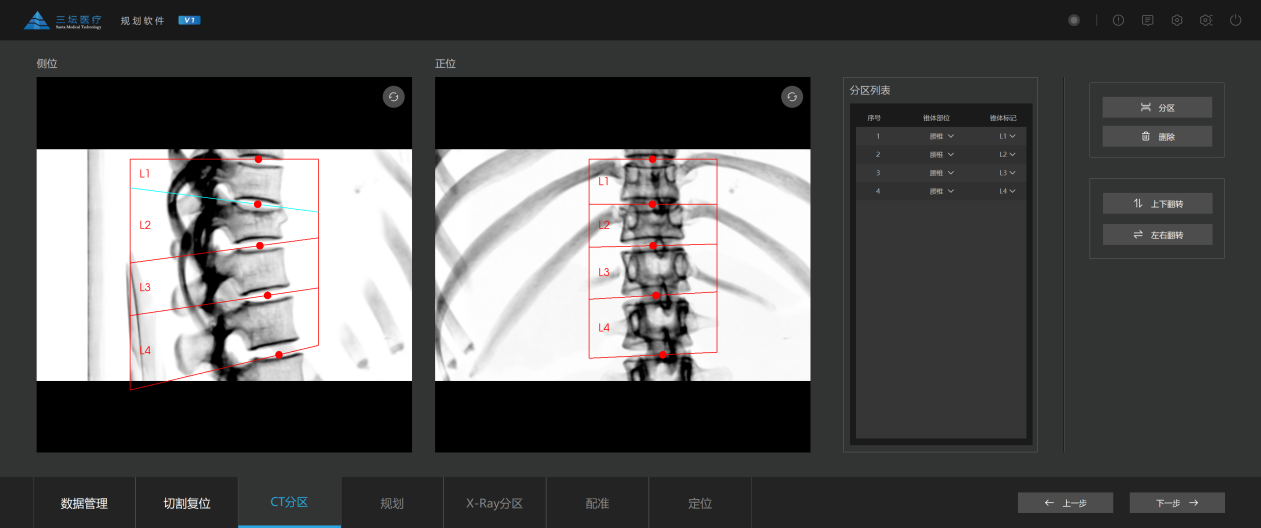 三坛医疗
Santa Medical Technology
规划软件 V1
侧位
L1
L2
L3
L4
正位
L1
L2
L3
L4
分区列表
序号 锥体部位 锥体标记
1 腰椎 L1
2 腰椎 L2
3 腰椎 L3
4 腰椎 L4
分区
删除
上下翻转
左右翻转
数据管理 切割复位 CT分区 规划 X-Ray分区 配准 定位
← 上一步 下一步 →